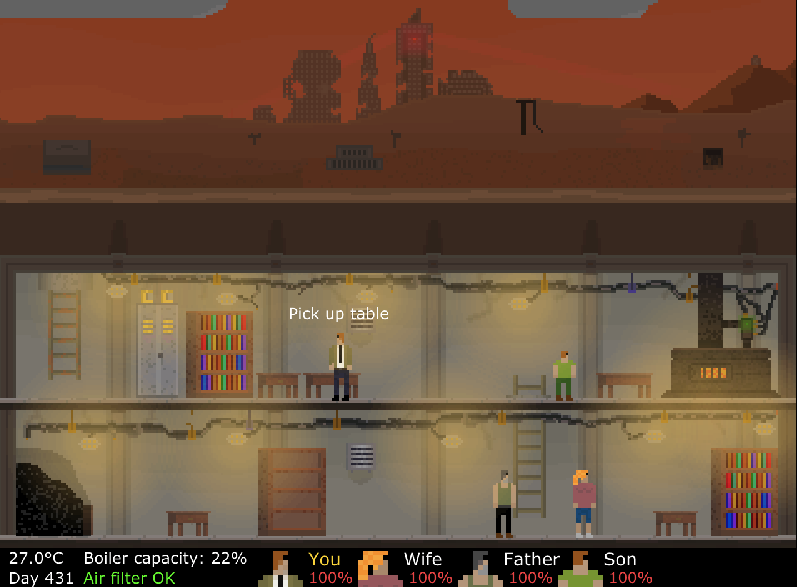 Pick up table
27.0°C Boiler capacity: 22% You Wife Father Son
Day 431 Air filter OK 100% 100% 100% 100%